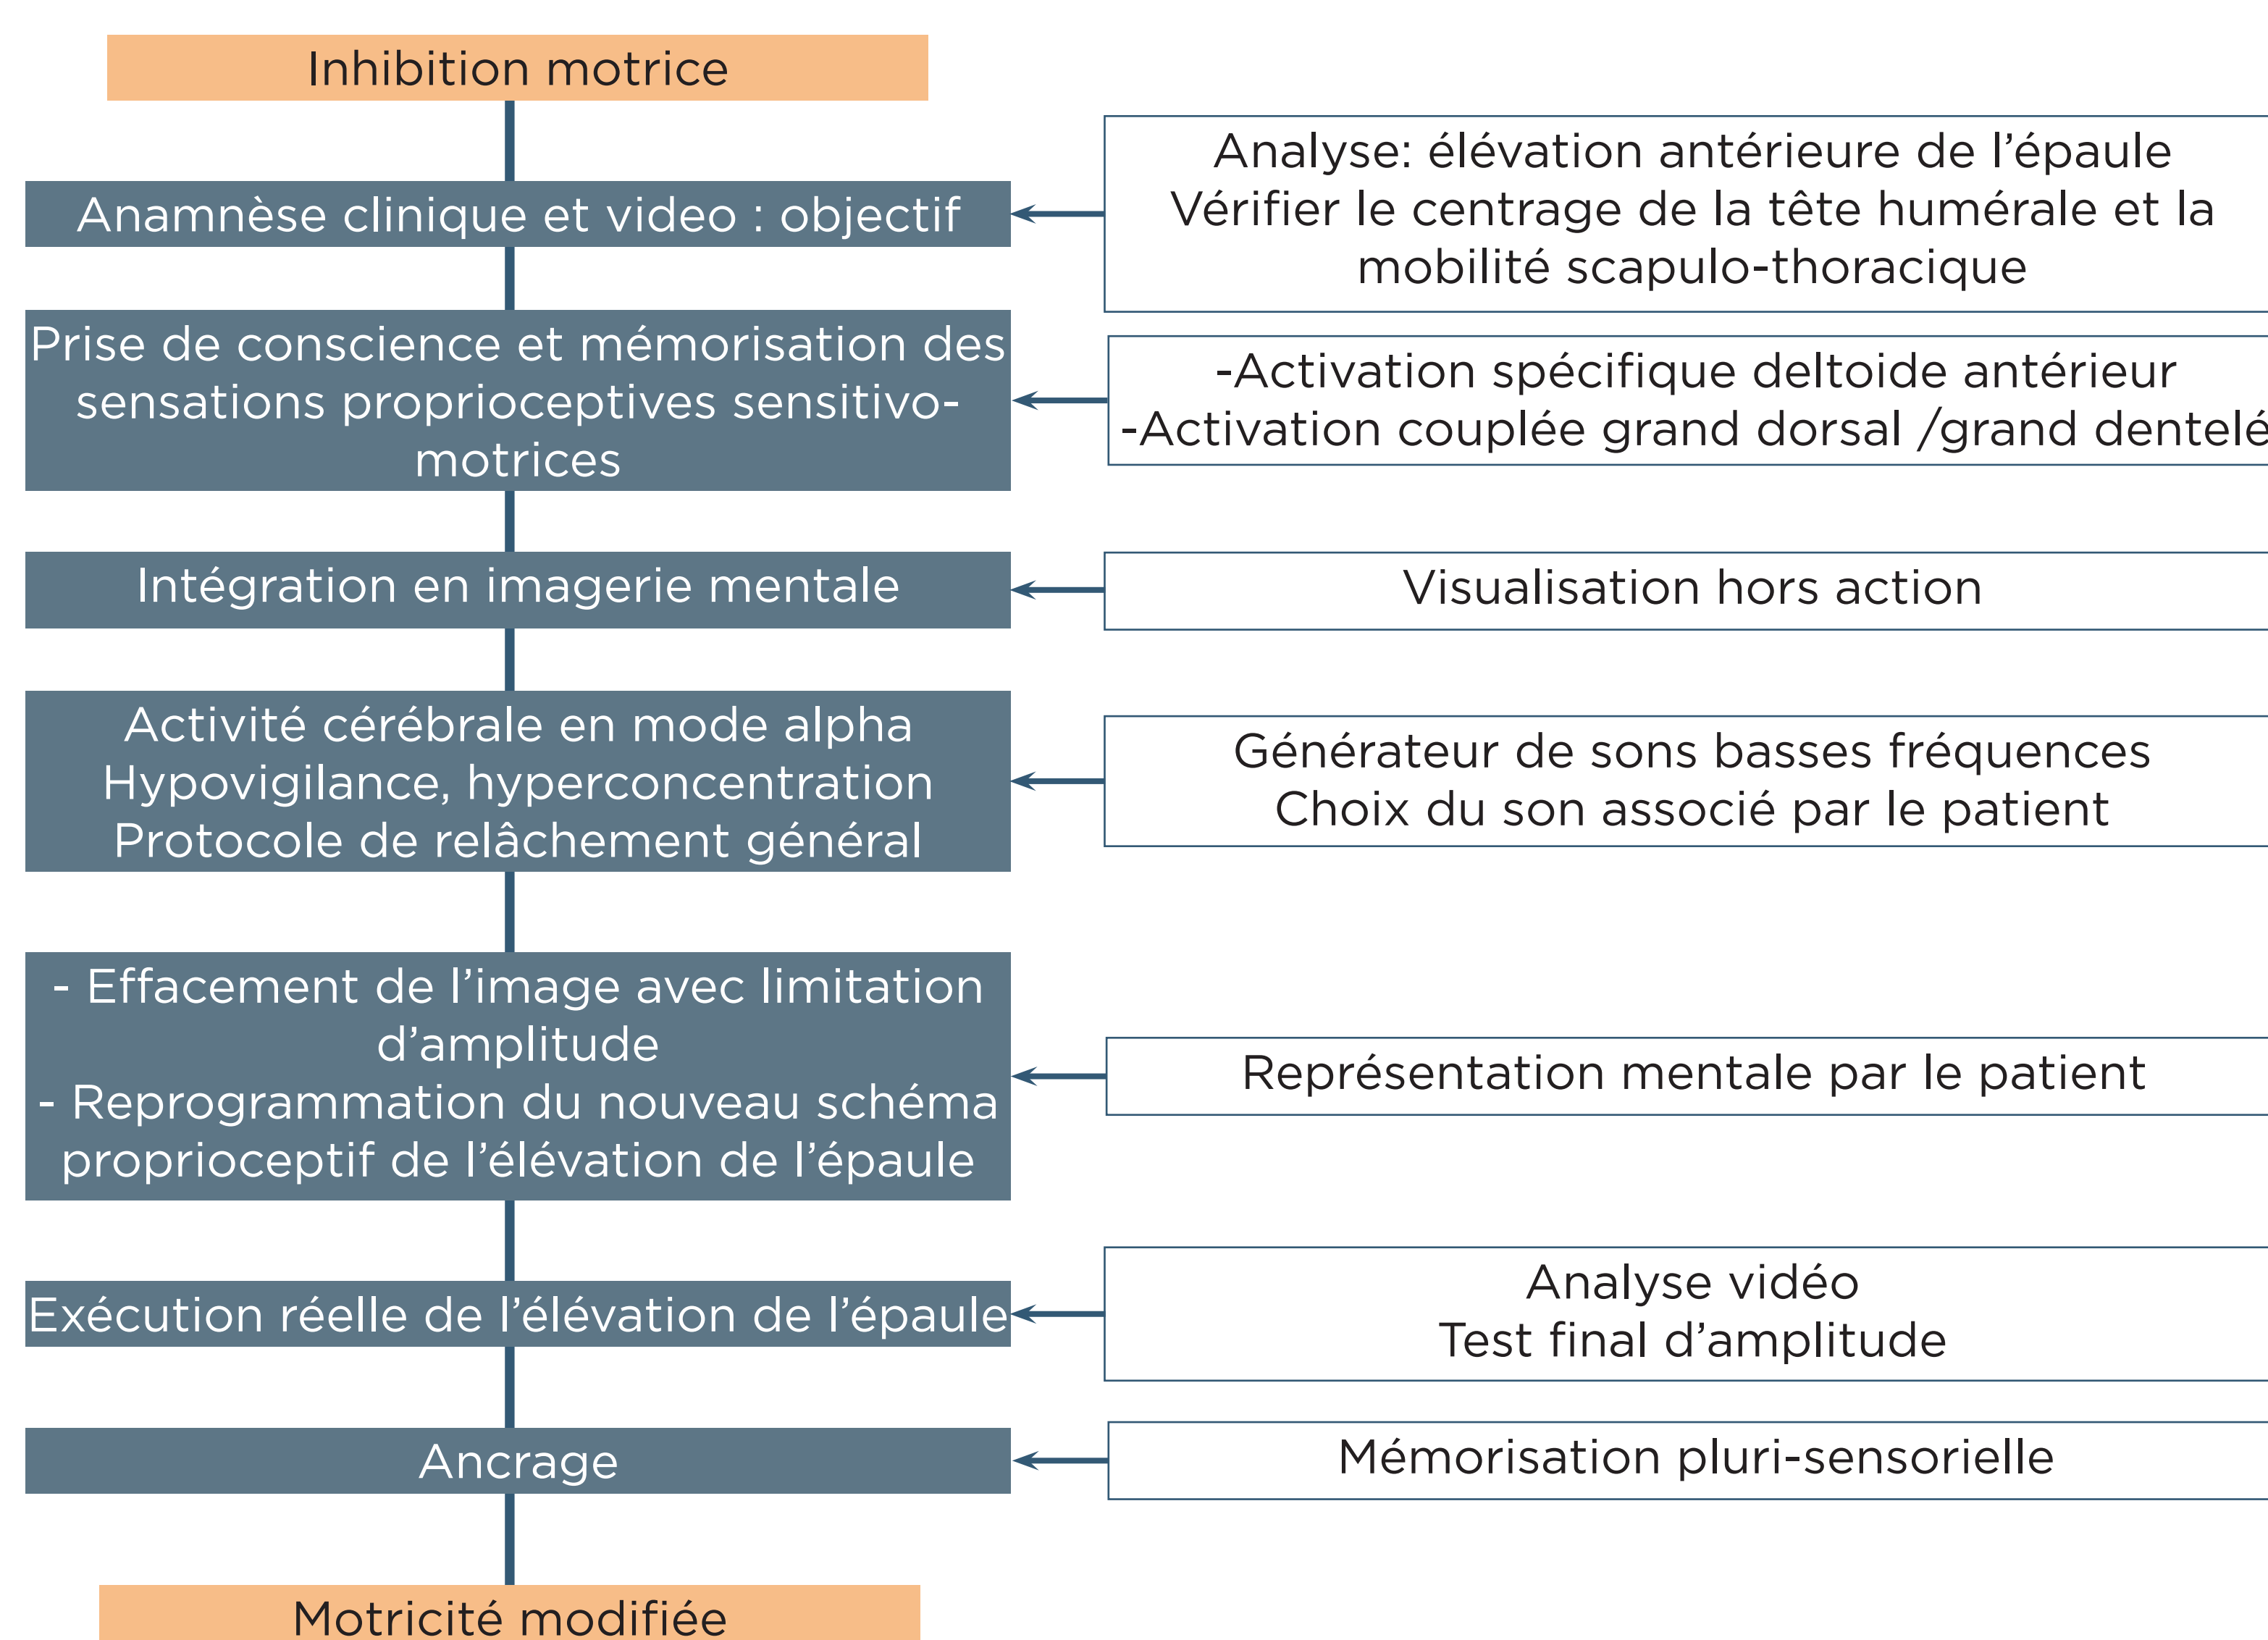 Inhibition motrice
Analyse: élévation antérieure de l’épaule
Vérifier le centrage de la tête humérale et la
mobilité scapulo-thoracique
Anamnèse clinique et video : objectif
Prise de conscience et mémorisation des
sensations proprioceptives sensitivo-
motrices
-Activation spécifique deltoide antérieur
-Activation couplée grand dorsal /grand dentelé
Intégration en imagerie mentale
Visualisation hors action
Activité cérébrale en mode alpha
Hypovigilance, hyperconcentration
Protocole de relâchement général
Générateur de sons basses fréquences
Choix du son associé par le patient
- Effacement de l’image avec limitation
d’amplitude
- Reprogrammation du nouveau schéma
proprioceptif de l’élévation de l’épaule
Représentation mentale par le patient
Exécution réelle de l’élévation de l’épaule
Analyse vidéo
Test final d’amplitude
Ancrage
Mémorisation pluri-sensorielle
Motricité modifiée